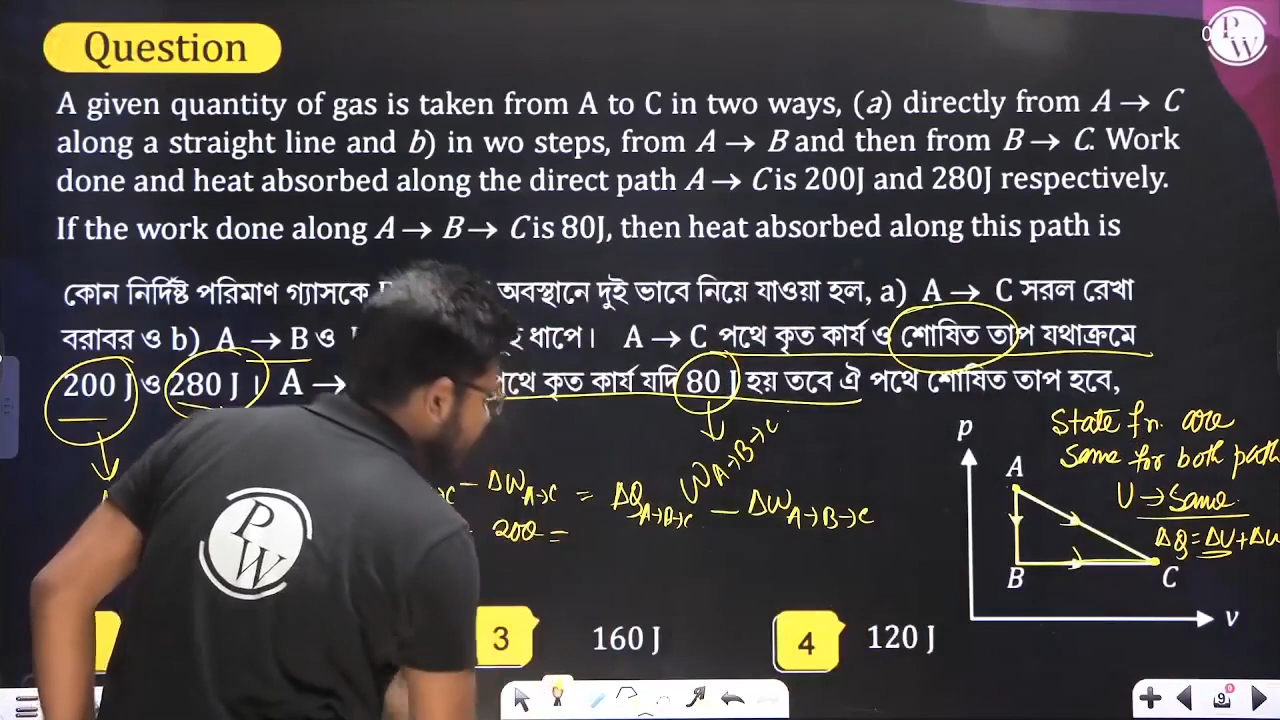 Question
A given quantity of gas is taken from A to C in two ways, (a) directly from A → C
along a straight line and b) in wo steps, from A → B and then from B → C. Work
done and heat absorbed along the direct path A → C is 200J and 280J respectively.
If the work done along A → B → C is 80J, then heat absorbed along this path is
কোন নির্দিষ্ট পরিমাণ গ্যাসকে অবস্থানে দুই ভাবে নিয়ে যাওয়া হল, a) A → C সরল রেখা
বরাবর ও b) A → B ও ধাপে। A → C পথে কৃত কার্য ও শোষিত তাপ যথাক্রমে
200 J ও 280 J। A → পথে কৃত কার্য যদি 80 J হয় তবে ঐ পথে শোষিত তাপ হবে,
State fn. are
same for both path
U → Same
ΔQ = ΔU + ΔW
W A→B→C
- ΔW A→C = ΔQ A→B→C - ΔW A→B→C
200 =
p
A
B
C
v
3 160 J
4 120 J
P
W
P
W
9